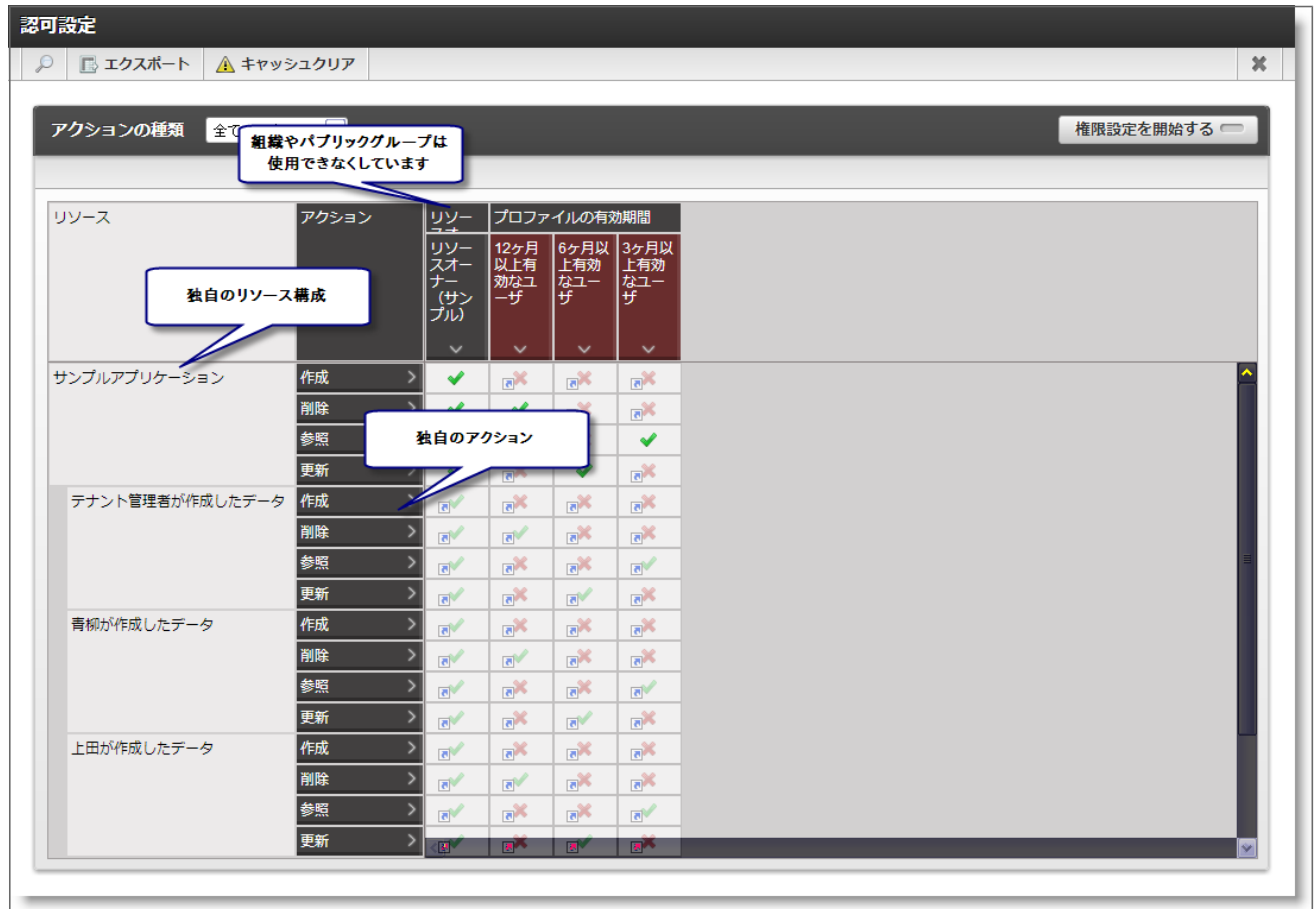 認可設定
エクスポート
キャッシュクリア
アクションの種類
全て
権限設定を開始する
組織やパブリックグループは
使用できなくしています
リソース
アクション
リソー
プロファイルの有効期間
リソー
スオー
ナー
(サン
プル)
12ヶ月
以上有
効なユ
ーザ
6ヶ月以
上有効
なユー
ザ
3ヶ月以
上有効
なユー
ザ
独自のリソース構成
サンプルアプリケーション
作成
削除
参照
更新
独自のアクション
テナント管理者が作成したデータ
作成
削除
参照
更新
青柳が作成したデータ
作成
削除
参照
更新
上田が作成したデータ
作成
削除
参照
更新